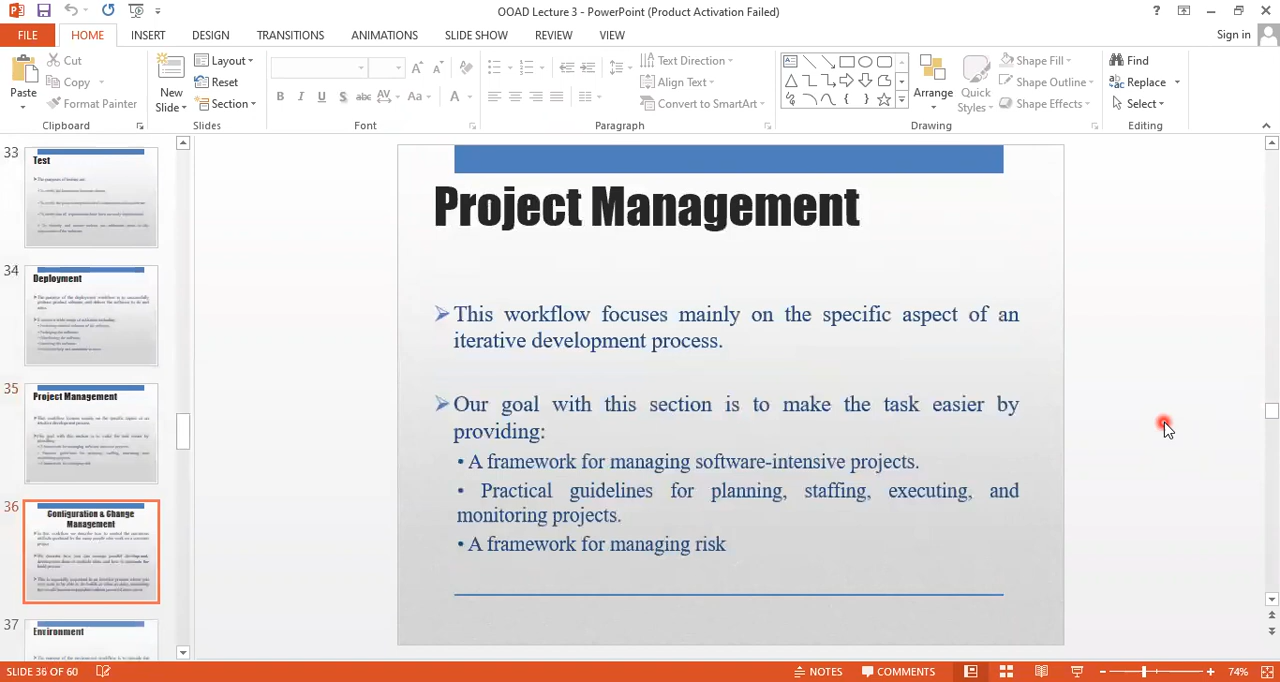 OOAD Lecture 3 - PowerPoint (Product Activation Failed)
FILE HOME INSERT DESIGN TRANSITIONS ANIMATIONS SLIDE SHOW REVIEW VIEW Sign in
Paste
Cut
Copy
Format Painter
Clipboard
New Slide
Layout
Reset
Section
Slides
Font
Text Direction
Align Text
Convert to SmartArt
Paragraph
Arrange
Quick Styles
Shape Fill
Shape Outline
Shape Effects
Drawing
Find
Replace
Select
Editing
33
Test
34
Deployment
35
Project Management
36
Configuration & Change
Management
37
Environment
Project Management
This workflow focuses mainly on the specific aspect of an
iterative development process.
Our goal with this section is to make the task easier by
providing:
• A framework for managing software-intensive projects.
• Practical guidelines for planning, staffing, executing, and
monitoring projects.
• A framework for managing risk
SLIDE 36 OF 60 NOTES COMMENTS 74%